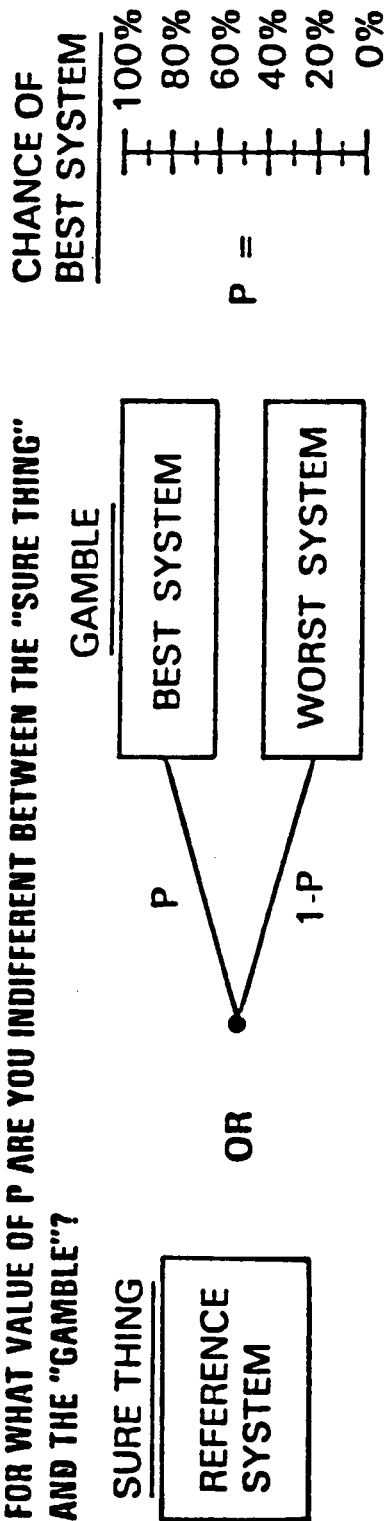 FOR WHAT VALUE OF P ARE YOU INDIFFERENT BETWEEN THE "SURE THING"
AND THE "GAMBLE"?
SURE THING
REFERENCE
SYSTEM
OR
GAMBLE
P
BEST SYSTEM
1-P
WORST SYSTEM
CHANCE OF
BEST SYSTEM
P =
100%
80%
60%
40%
20%
0%